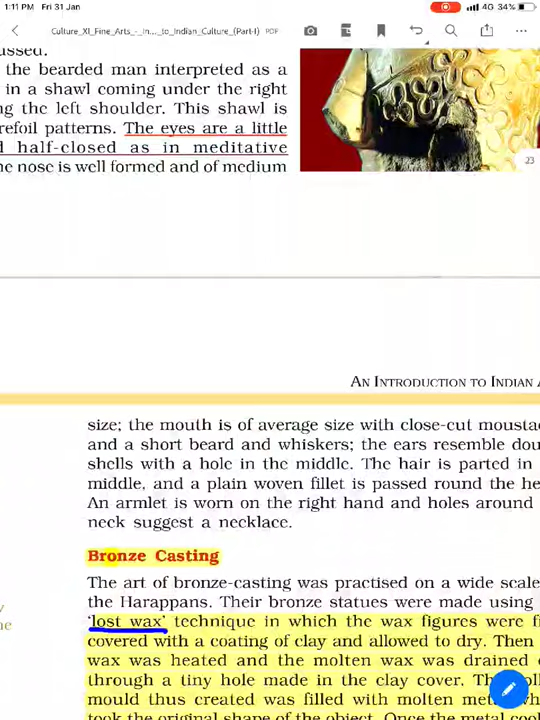 1:11 PM Fri 31 Jan
4G 34%
Culture_XI_Fine_Arts_-_In..._to_Indian_Culture_(Part-I) PDF
ussed.
the bearded man interpreted as a
in a shawl coming under the right
ng the left shoulder. This shawl is
refoil patterns. The eyes are a little
d half-closed as in meditative
he nose is well formed and of medium
23
AN INTRODUCTION TO INDIAN
size; the mouth is of average size with close-cut
and a short beard and whiskers; the ears resemble
shells with a hole in the middle. The hair is parted in
middle, and a plain woven fillet is passed round the
An armlet is worn on the right hand and holes around
neck suggest a necklace.
Bronze Casting
The art of bronze-casting was practised on a wide scale
the Harappans. Their bronze statues were made using
'lost wax' technique in which the wax figures were
covered with a coating of clay and allowed to dry. Then
wax was heated and the molten wax was drained
through a tiny hole made in the clay cover.
mould thus created was filled with molten
took the original shape of the object. Once the metal